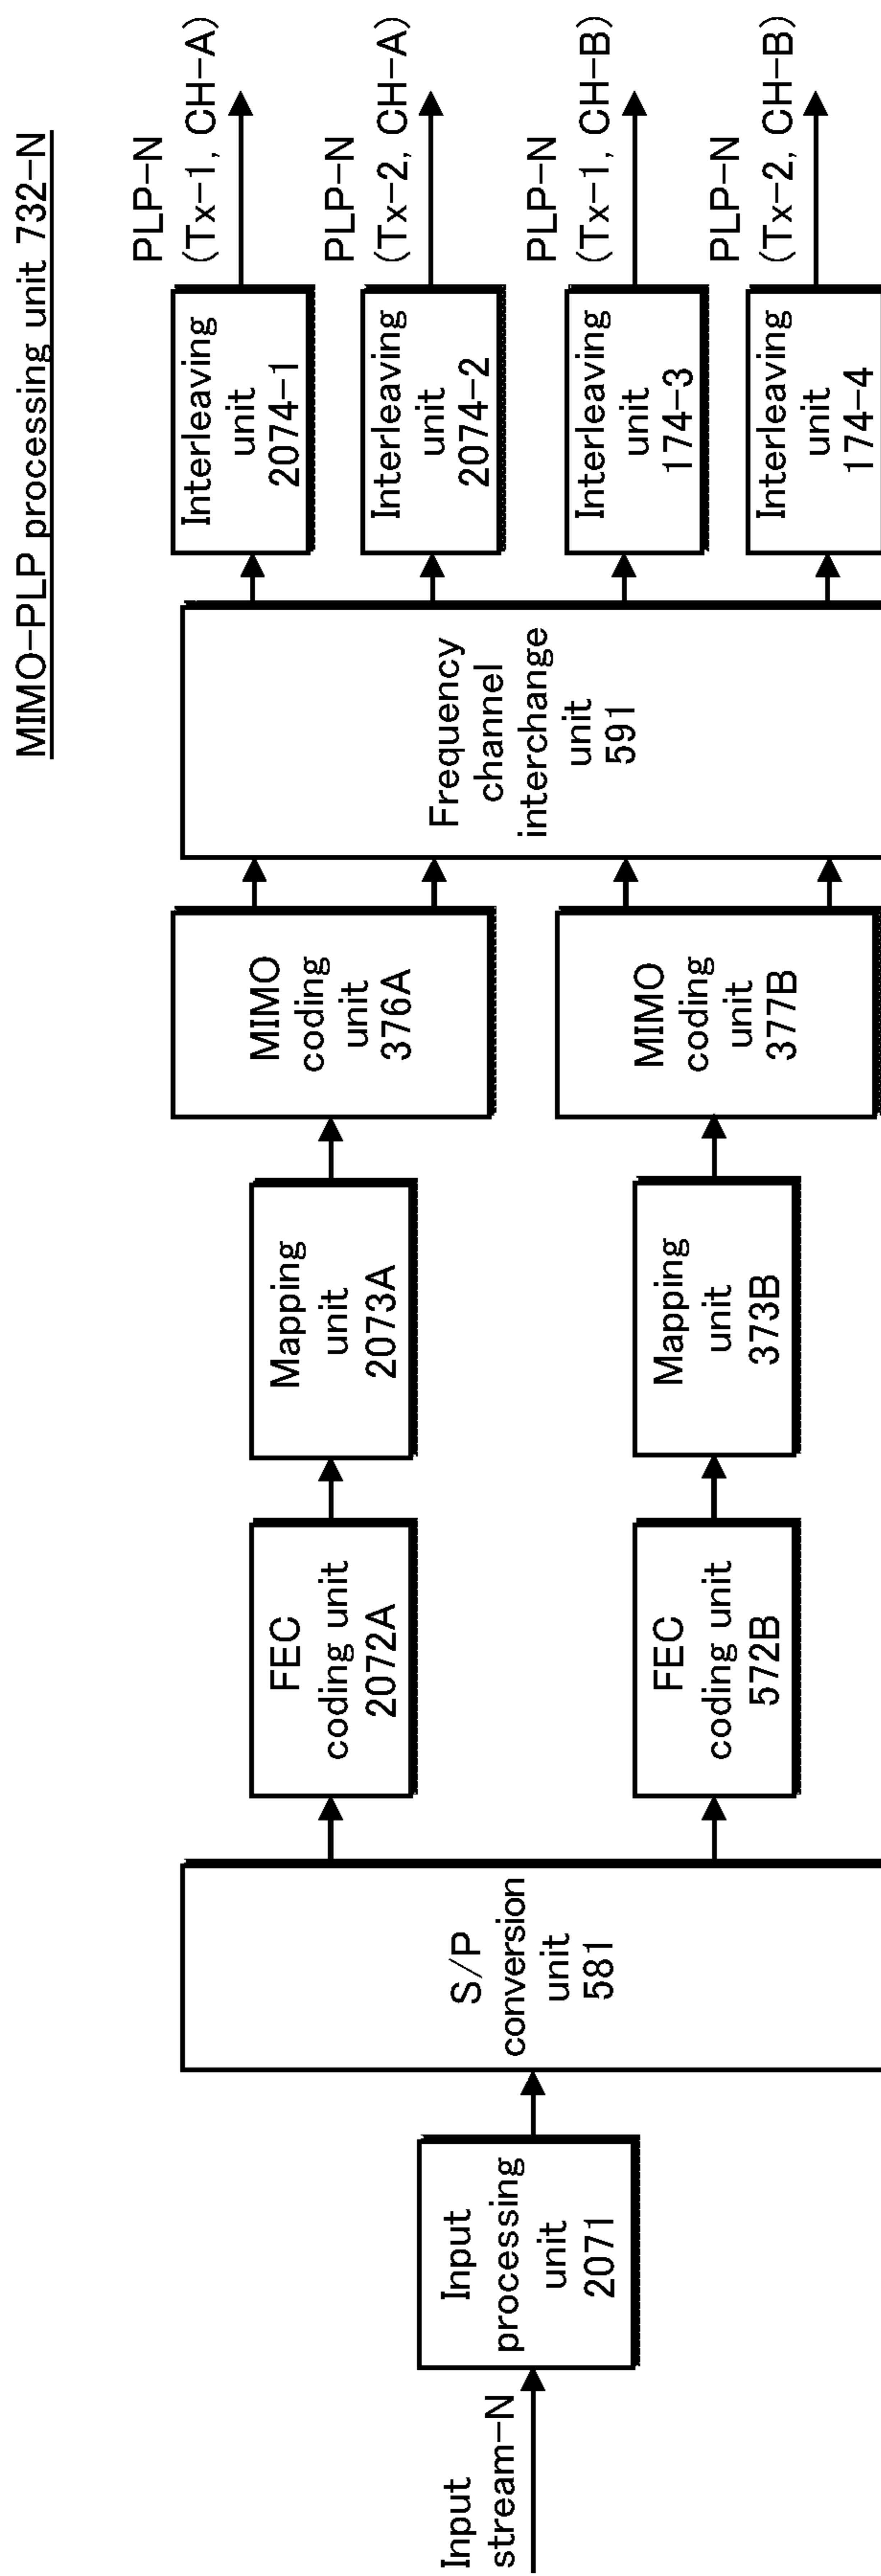 MIMO-PLP processing unit 732-N
Input
stream-N
Input
processing
unit
2071
S/P
conversion
unit
581
FEC
coding unit
2072A
Mapping
unit
2073A
MIMO
coding
unit
376A
FEC
coding unit
572B
Mapping
unit
373B
MIMO
coding
unit
377B
Frequency
channel
interchange
unit
591
Interleaving
unit
2074-1
PLP-N
(Tx-1, CH-A)
Interleaving
unit
2074-2
PLP-N
(Tx-2, CH-A)
Interleaving
unit
174-3
PLP-N
(Tx-1, CH-B)
Interleaving
unit
174-4
PLP-N
(Tx-2, CH-B)